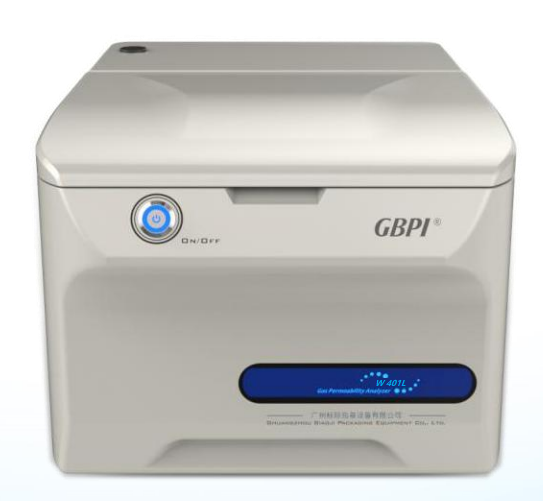 ON/OFF
GBPI®
W 401L
Gas Permeability Analyzer
广州标际包装设备有限公司
GUANGZHOU BIAOJI PACKAGING EQUIPMENT CO., LTD.